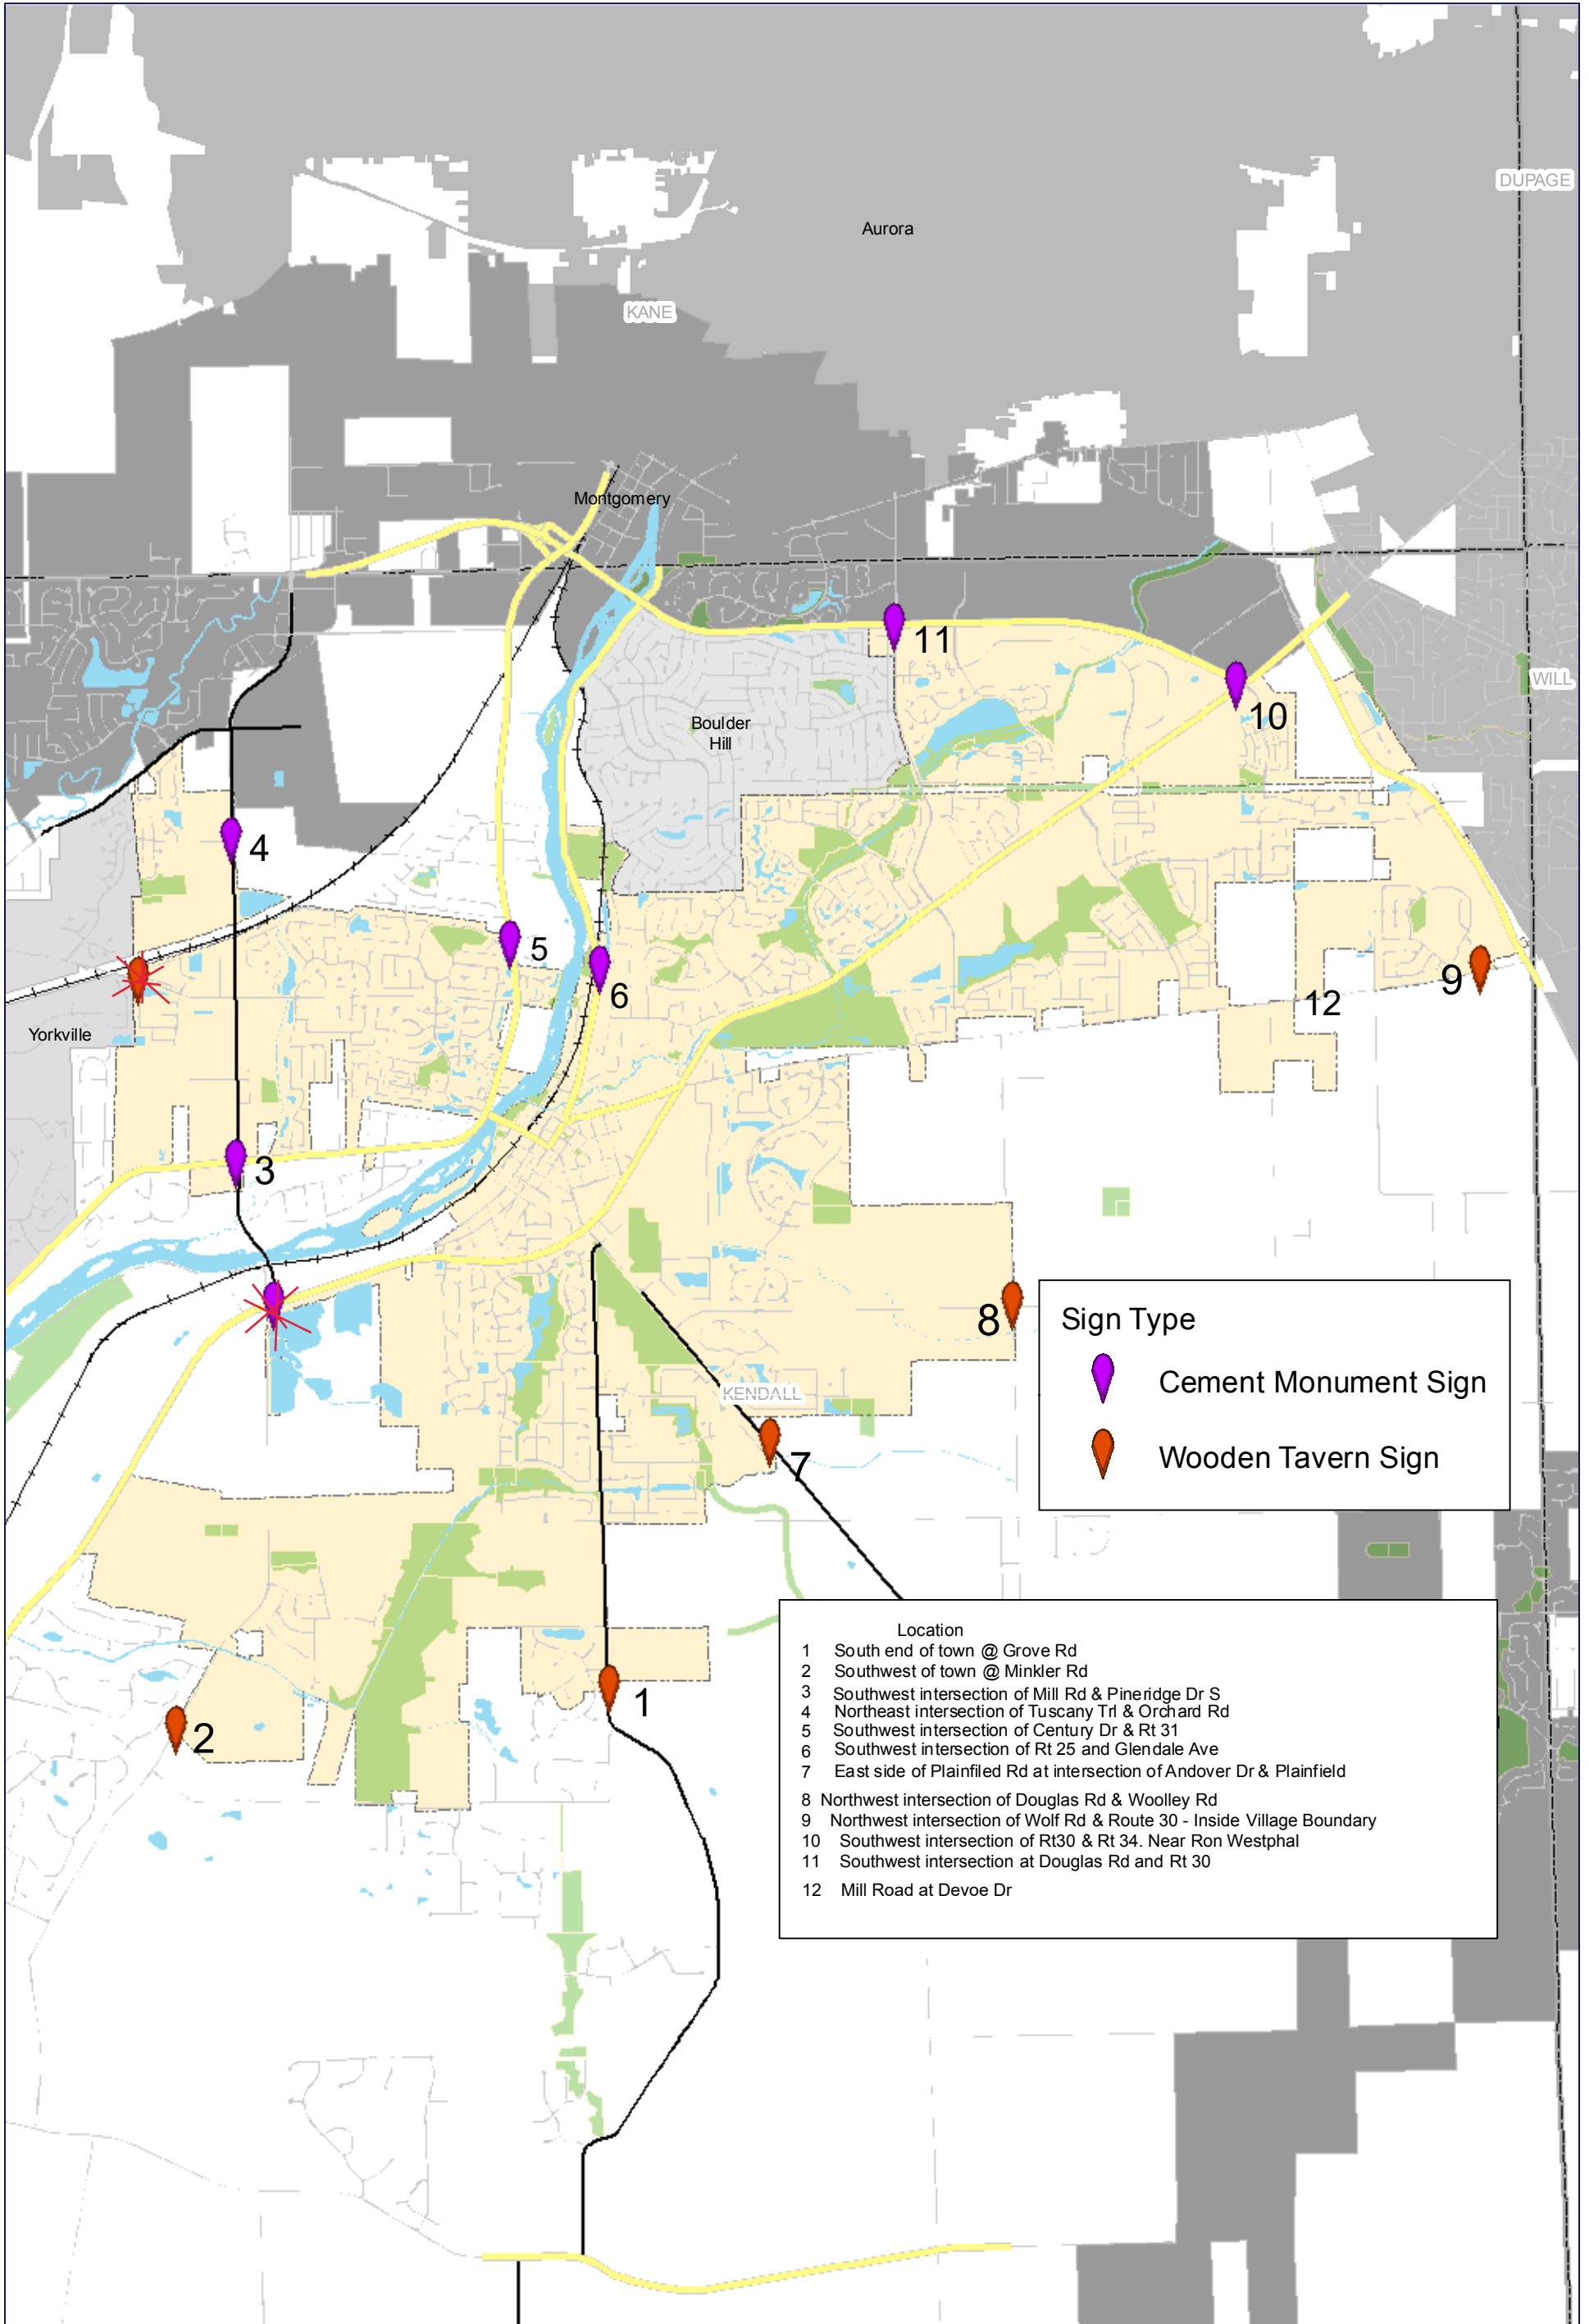 DUPAGE
Aurora
KANE
Montgomery
11
WILL
10
Boulder
Hill
4
5
9
6
12
Yorkville
3
8
Sign Type
Cement Monument Sign
Wooden Tavern Sign
KENDALL
7
1
2
Location
1 South end of town @ Grove Rd
2 Southwest of town @ Minkler Rd
3 Southwest intersection of Mill Rd & Pineridge Dr S
4 Northeast intersection of Tuscany Trl & Orchard Rd
5 Southwest intersection of Century Dr & Rt 31
6 Southwest intersection of Rt 25 and Glendale Ave
7 East side of Plainfiled Rd at intersection of Andover Dr & Plainfield
8 Northwest intersection of Douglas Rd & Woolley Rd
9 Northwest intersection of Wolf Rd & Route 30 - Inside Village Boundary
10 Southwest intersection of Rt30 & Rt 34. Near Ron Westphal
11 Southwest intersection at Douglas Rd and Rt 30
12 Mill Road at Devoe Dr